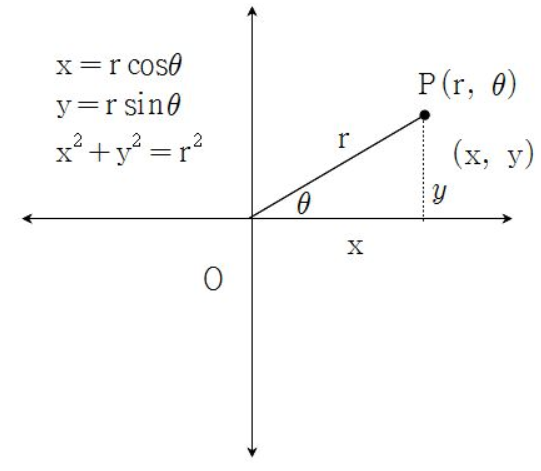 x=r cosθ
y=r sinθ
x²+y²=r²
P(r, θ)
r
(x, y)
θ
y
x
O